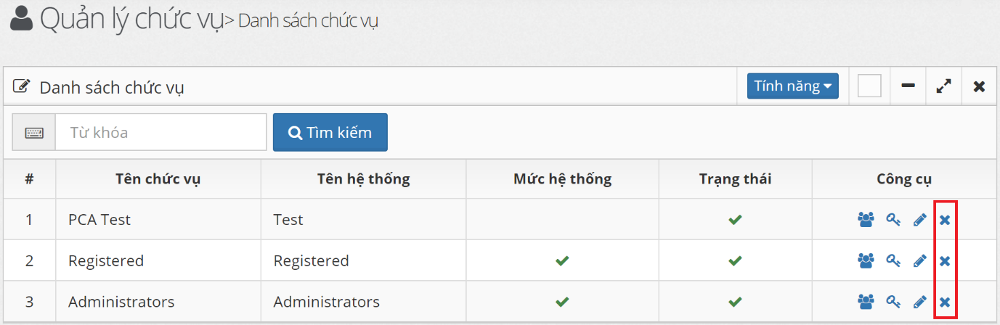 Quản lý chức vụ> Danh sách chức vụ
Danh sách chức vụ
Tính năng
Từ khóa
Tìm kiếm
# Tên chức vụ Tên hệ thống Mức hệ thống Trạng thái Công cụ
1 PCA Test Test
2 Registered Registered
3 Administrators Administrators